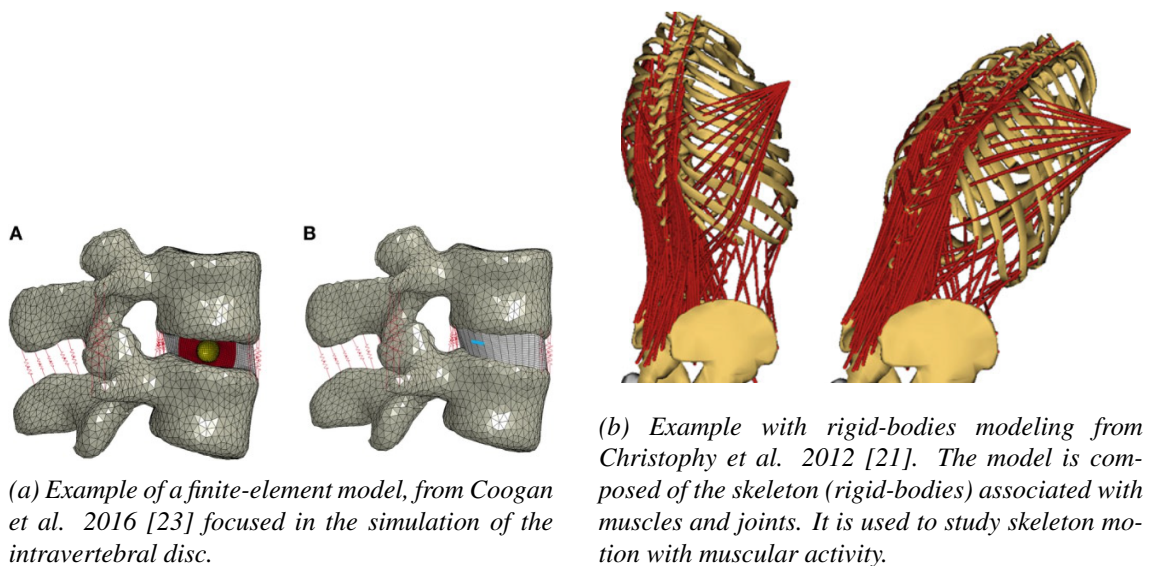 A
B
(a) Example of a finite-element model, from Coogan
et al. 2016 [23] focused in the simulation of the
intravertebral disc.
(b) Example with rigid-bodies modeling from
Christophy et al. 2012 [21]. The model is com-
posed of the skeleton (rigid-bodies) associated with
muscles and joints. It is used to study skeleton mo-
tion with muscular activity.